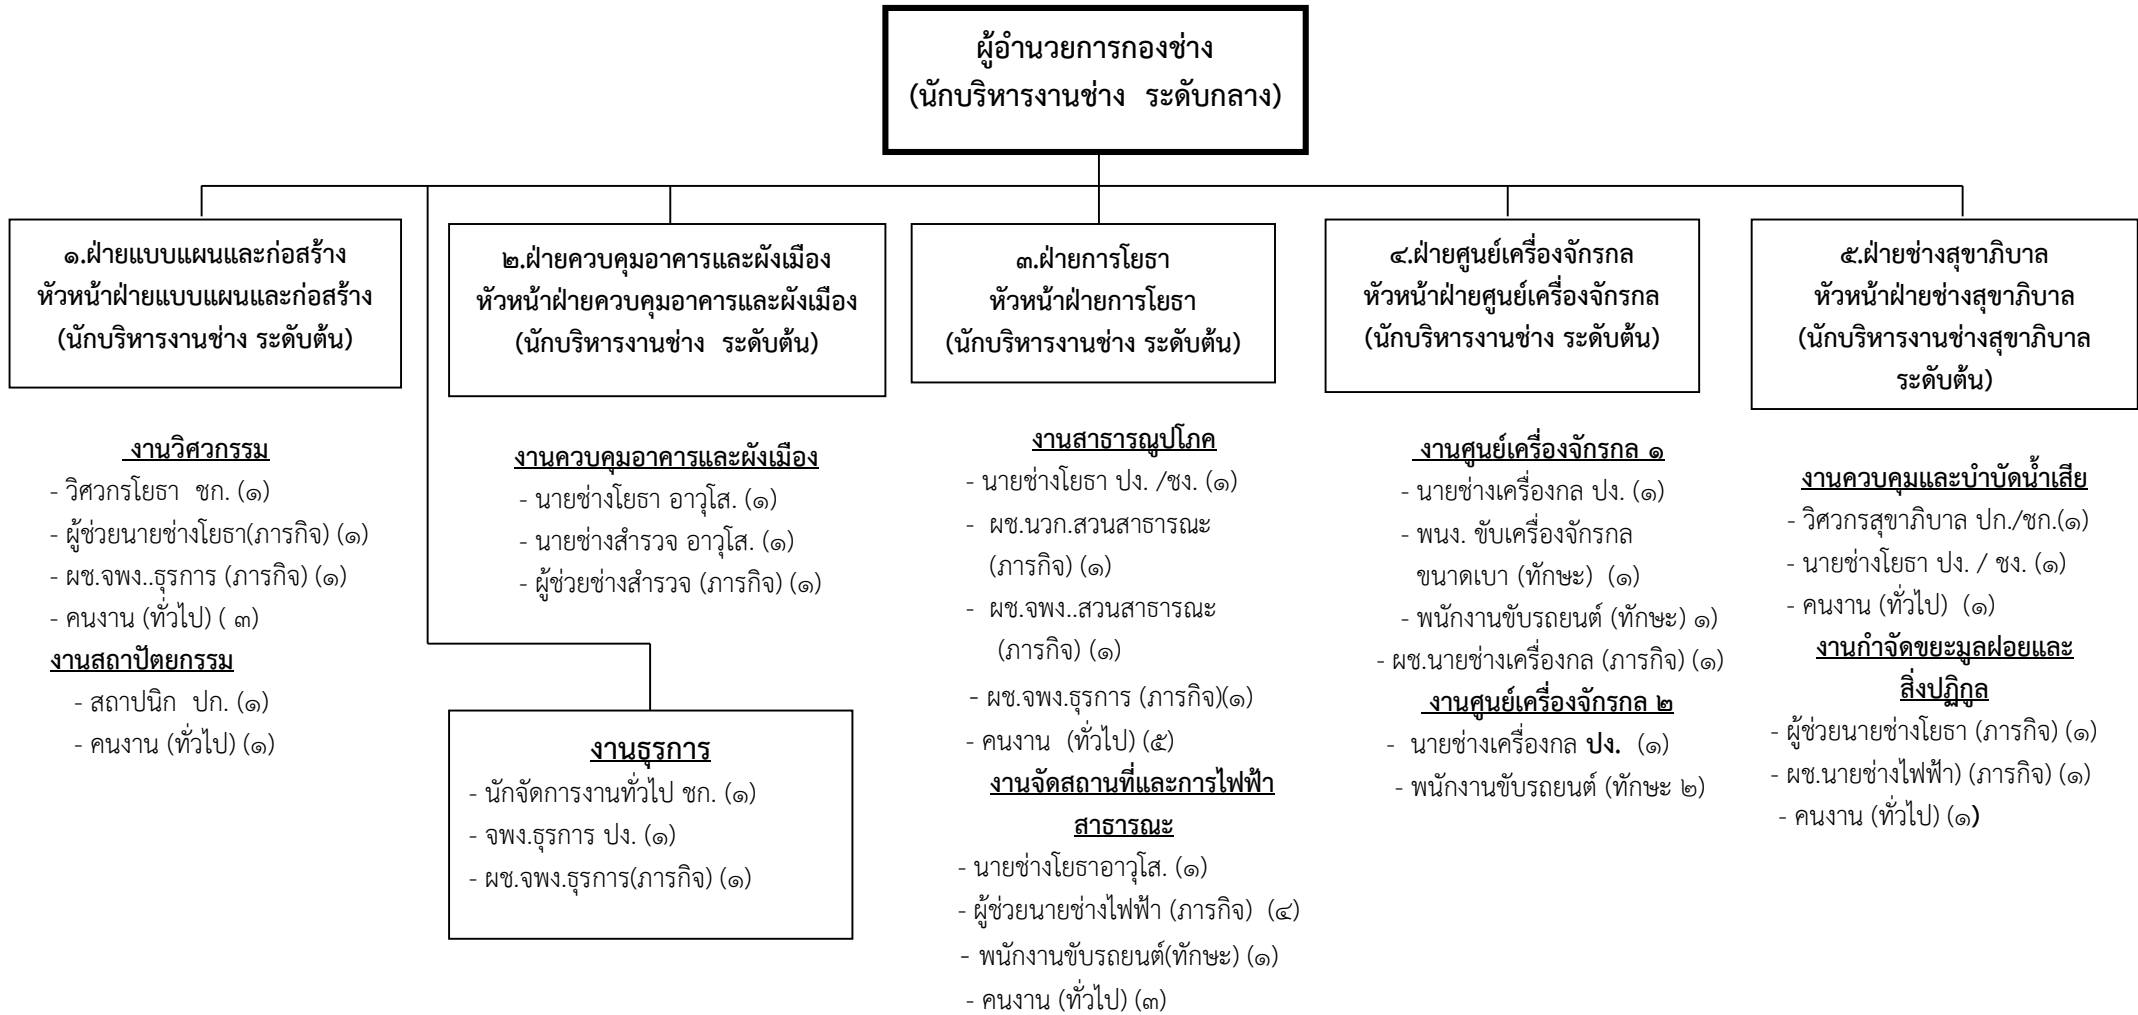 ผู้อำนวยการกองช่าง
(นักบริหารงานช่าง  ระดับกลาง)
๑.ฝ่ายแบบแผนและก่อสร้าง
หัวหน้าฝ่ายแบบแผนและก่อสร้าง
(นักบริหารงานช่าง ระดับต้น)
งานวิศวกรรม
- วิศวกรโยธา  ชก. (๑)
- ผู้ช่วยนายช่างโยธา(ภารกิจ) (๑)
- ผช.จพง..ธุรการ (ภารกิจ) (๑)
- คนงาน (ทั่วไป) ( ๓)
งานสถาปัตยกรรม
- สถาปนิก  ปก. (๑)
- คนงาน (ทั่วไป) (๑)
๒.ฝ่ายควบคุมอาคารและผังเมือง
หัวหน้าฝ่ายควบคุมอาคารและผังเมือง
(นักบริหารงานช่าง  ระดับต้น)
งานควบคุมอาคารและผังเมือง
- นายช่างโยธา อาวุโส. (๑)
- นายช่างสำรวจ อาวุโส. (๑)
- ผู้ช่วยช่างสำรวจ (ภารกิจ) (๑)
งานธุรการ
- นักจัดการงานทั่วไป ชก. (๑)
- จพง.ธุรการ ปง. (๑)
- ผช.จพง.ธุรการ(ภารกิจ) (๑)
๓.ฝ่ายการโยธา
หัวหน้าฝ่ายการโยธา
(นักบริหารงานช่าง ระดับต้น)
งานสาธารณูปโภค
- นายช่างโยธา ปง. /ชง. (๑)
-  ผช.นวก.สวนสาธารณะ
(ภารกิจ) (๑)
-  ผช.จพง..สวนสาธารณะ
(ภารกิจ) (๑)
- ผช.จพง.ธุรการ (ภารกิจ)(๑)
- คนงาน  (ทั่วไป) (๕)
งานจัดสถานที่และการไฟฟ้า
สาธารณะ
- นายช่างโยธาอาวุโส. (๑)
- ผู้ช่วยนายช่างไฟฟ้า (ภารกิจ)  (๔)
- พนักงานขับรถยนต์(ทักษะ) (๑)
- คนงาน (ทั่วไป) (๓)
๔.ฝ่ายศูนย์เครื่องจักรกล
หัวหน้าฝ่ายศูนย์เครื่องจักรกล
(นักบริหารงานช่าง ระดับต้น)
งานศูนย์เครื่องจักรกล ๑
- นายช่างเครื่องกล ปง. (๑)
- พนง. ขับเครื่องจักรกล
ขนาดเบา (ทักษะ)  (๑)
- พนักงานขับรถยนต์ (ทักษะ) ๑)
- ผช.นายช่างเครื่องกล (ภารกิจ) (๑)
งานศูนย์เครื่องจักรกล ๒
-  นายช่างเครื่องกล ปง.  (๑)
- พนักงานขับรถยนต์ (ทักษะ ๒)
๕.ฝ่ายช่างสุขาภิบาล
หัวหน้าฝ่ายช่างสุขาภิบาล
(นักบริหารงานช่างสุขาภิบาล
ระดับต้น)
งานควบคุมและบำบัดน้ำเสีย
- วิศวกรสุขาภิบาล ปก./ชก.(๑)
- นายช่างโยธา ปง. / ชง. (๑)
- คนงาน (ทั่วไป)  (๑)
งานกำจัดขยะมูลฝอยและ
สิ่งปฏิกูล
- ผู้ช่วยนายช่างโยธา (ภารกิจ) (๑)
- ผช.นายช่างไฟฟ้า) (ภารกิจ) (๑)
- คนงาน (ทั่วไป) (๑)